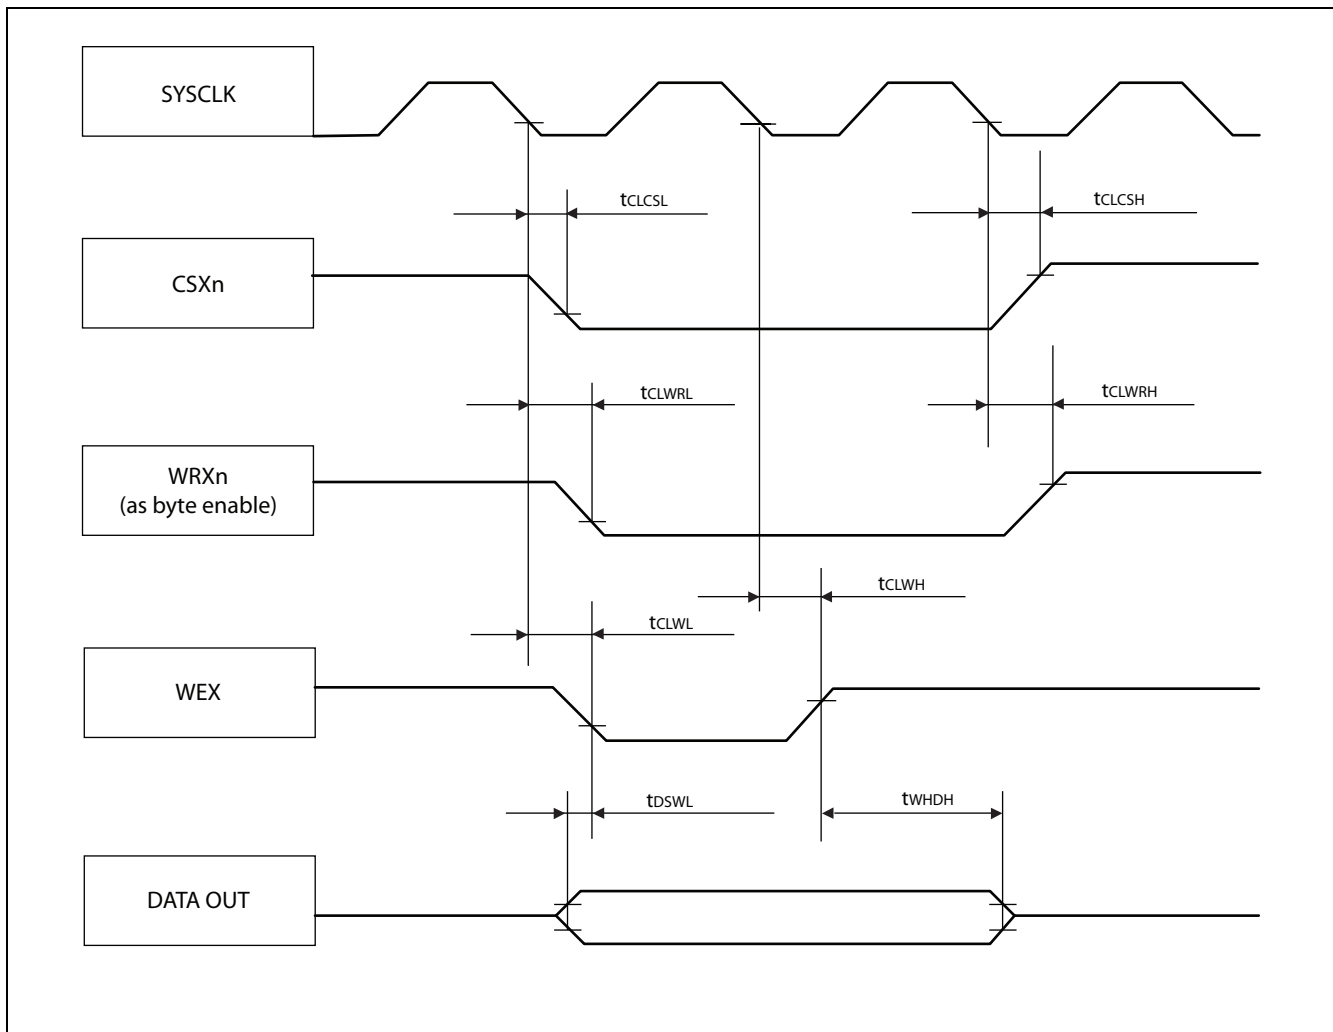 SYSCLK
tCLCSL
tCLCSH
CSXn
tCLWRL
tCLWRH
WRXn
(as byte enable)
tCLWH
tCLWL
WEX
tDSWL
tWHDH
DATA OUT